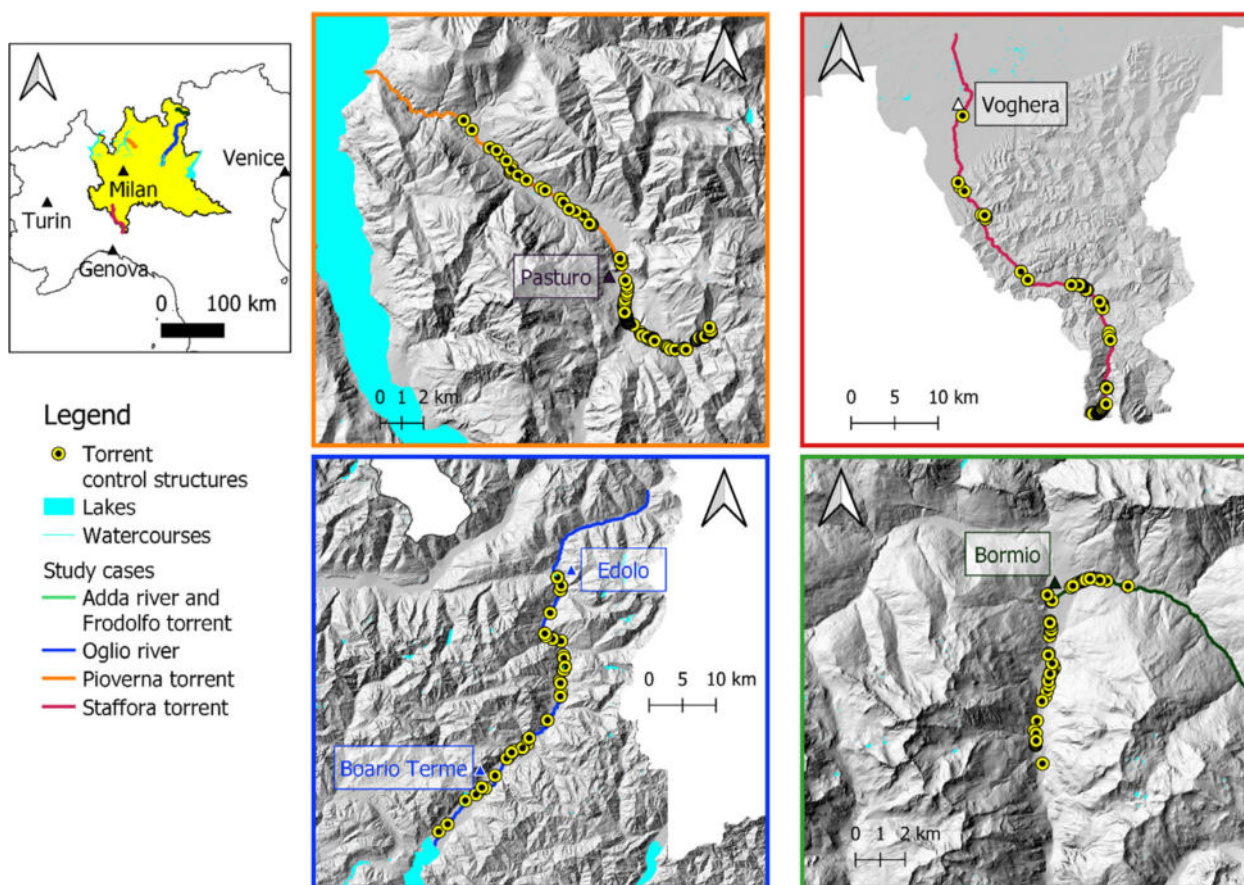 Venice
Milan
Turin
Genova
0 100 km
Legend
Torrent
control structures
Lakes
Watercourses
Study cases
Adda river and
Frodolfo torrent
Oglio river
Pioverna torrent
Staffora torrent
Pasturo
0 1 2 km
Voghera
0 5 10 km
Edolo
0 5 10 km
Boario Terme
Bormio
0 1 2 km